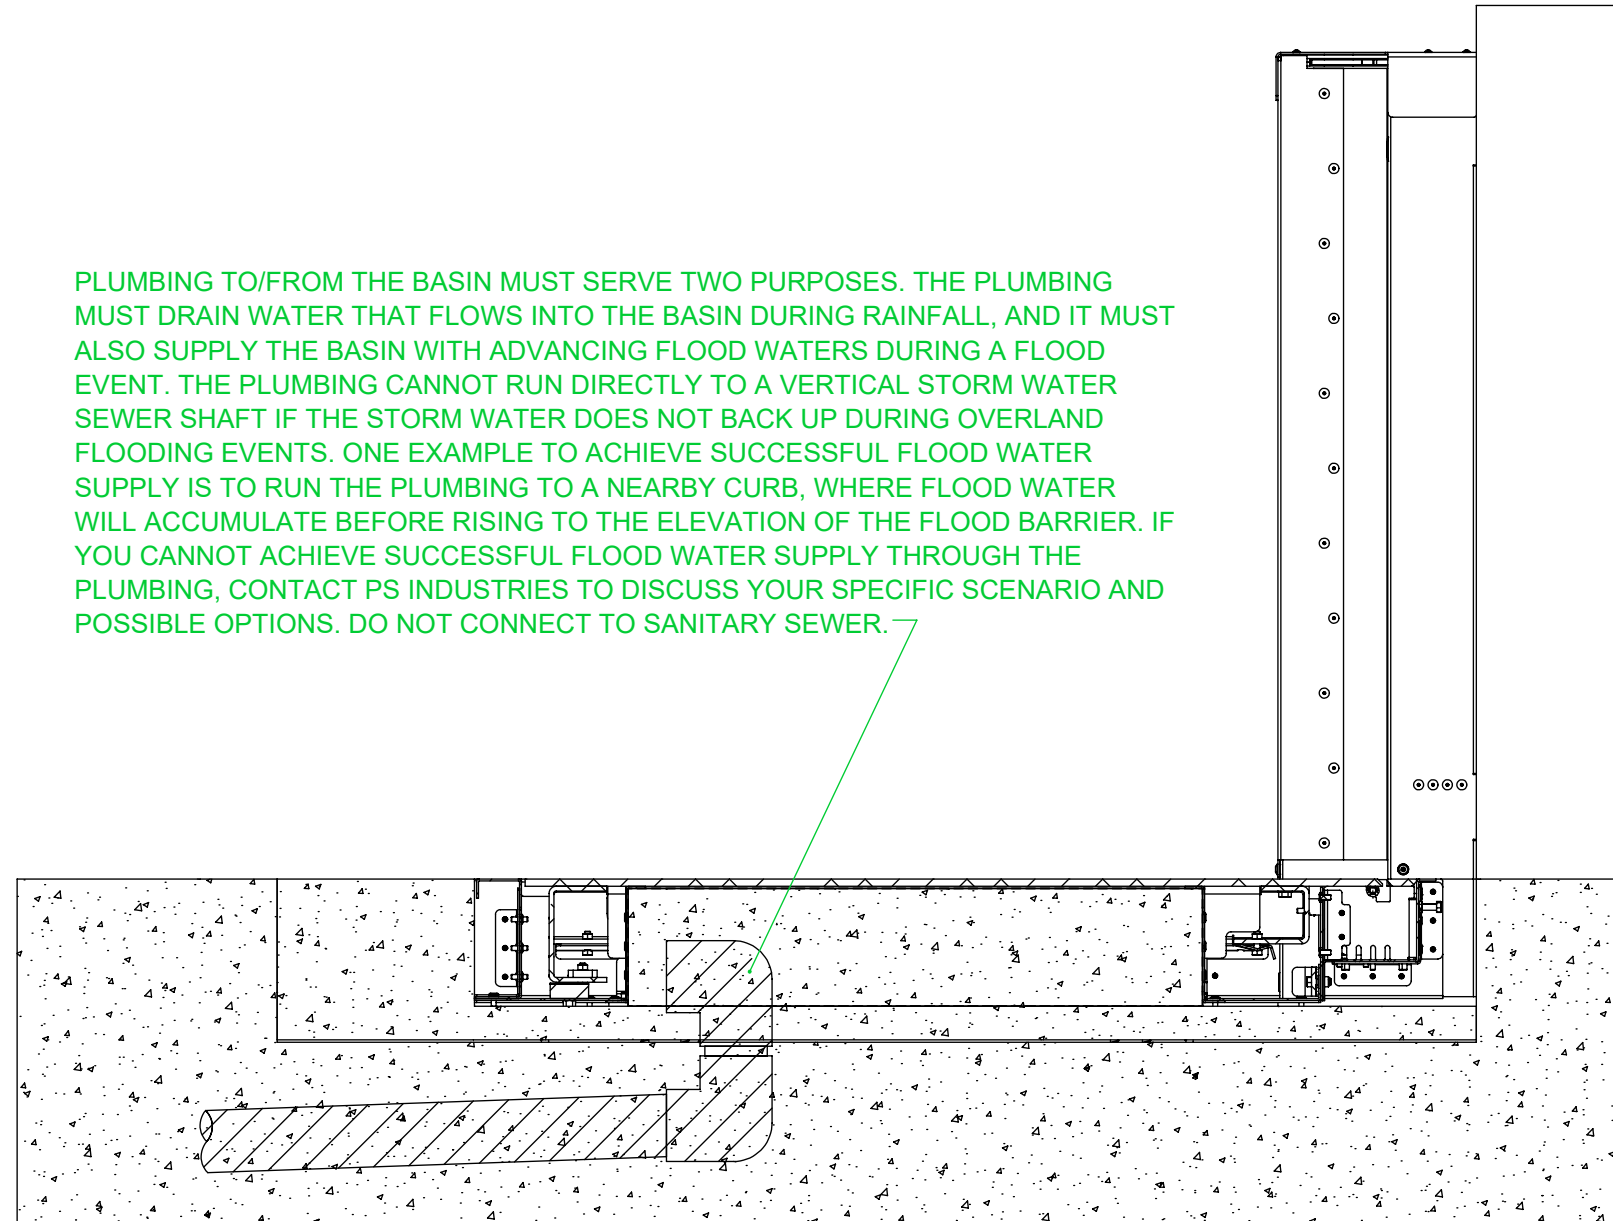 PLUMBING TO/FROM THE BASIN MUST SERVE TWO PURPOSES. THE PLUMBING
MUST DRAIN WATER THAT FLOWS INTO THE BASIN DURING RAINFALL, AND IT MUST
ALSO SUPPLY THE BASIN WITH ADVANCING FLOOD WATERS DURING A FLOOD
EVENT. THE PLUMBING CANNOT RUN DIRECTLY TO A VERTICAL STORM WATER
SEWER SHAFT IF THE STORM WATER DOES NOT BACK UP DURING OVERLAND
FLOODING EVENTS. ONE EXAMPLE TO ACHIEVE SUCCESSFUL FLOOD WATER
SUPPLY IS TO RUN THE PLUMBING TO A NEARBY CURB, WHERE FLOOD WATER
WILL ACCUMULATE BEFORE RISING TO THE ELEVATION OF THE FLOOD BARRIER. IF
YOU CANNOT ACHIEVE SUCCESSFUL FLOOD WATER SUPPLY THROUGH THE
PLUMBING, CONTACT PS INDUSTRIES TO DISCUSS YOUR SPECIFIC SCENARIO AND
POSSIBLE OPTIONS. DO NOT CONNECT TO SANITARY SEWER.